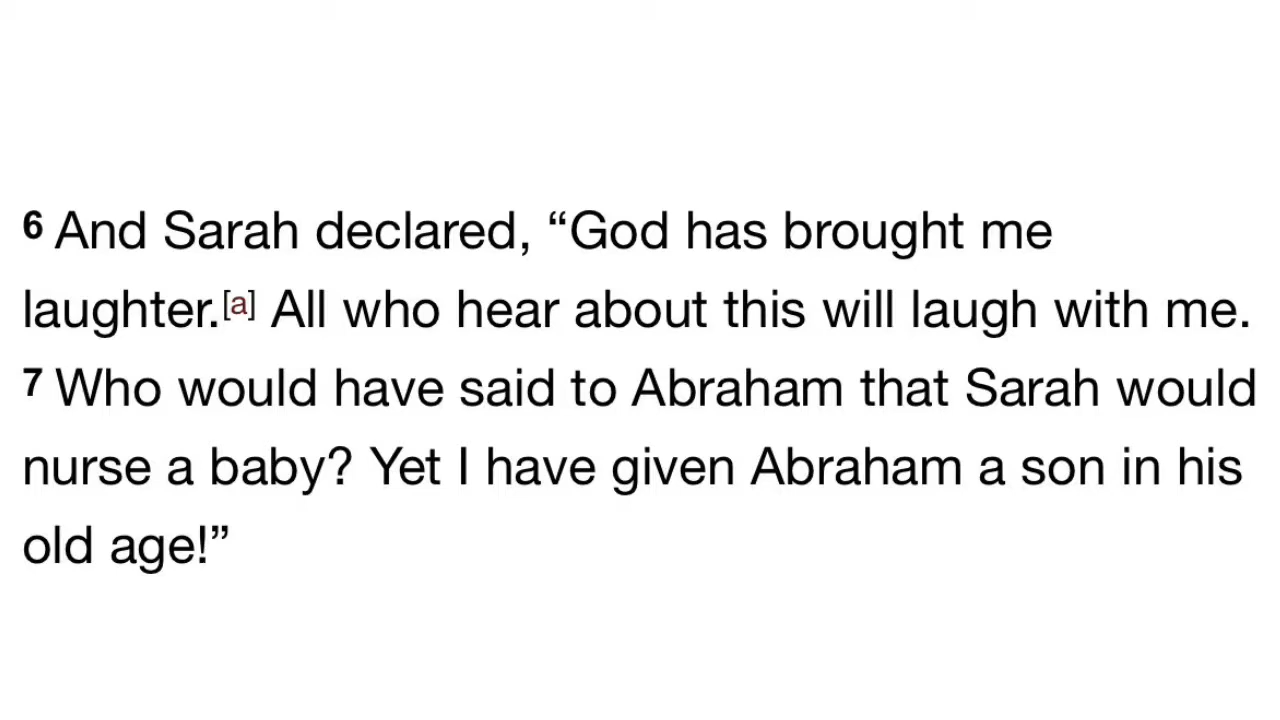 6 And Sarah declared, “God has brought me
laughter.[a] All who hear about this will laugh with me.
7 Who would have said to Abraham that Sarah would
nurse a baby? Yet I have given Abraham a son in his
old age!”